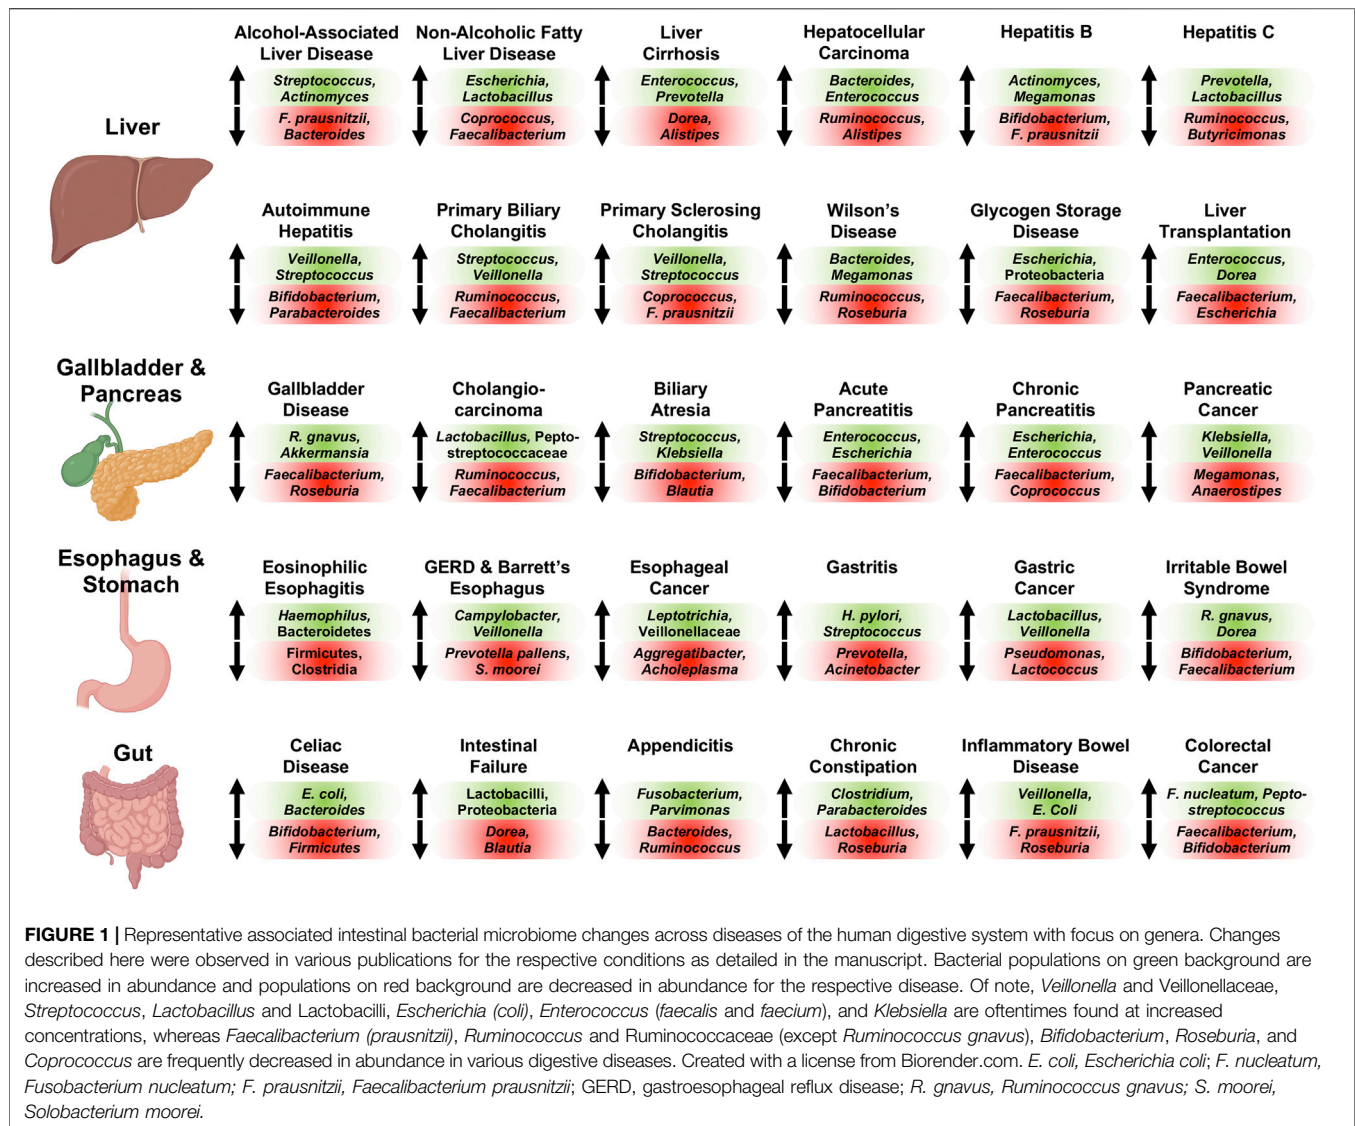 Liver
Alcohol-Associated
Liver Disease
Streptococcus,
Actinomyces
F. prausnitzii,
Bacteroides
Non-Alcoholic Fatty
Liver Disease
Escherichia,
Lactobacillus
Coprococcus,
Faecalibacterium
Liver
Cirrhosis
Enterococcus,
Prevotella
Dorea,
Alistipes
Hepatocellular
Carcinoma
Bacteroides,
Enterococcus
Ruminococcus,
Alistipes
Hepatitis B
Actinomyces,
Megamonas
Bifidobacterium,
F. prausnitzii
Hepatitis C
Prevotella,
Lactobacillus
Ruminococcus,
Butyricimonas
Autoimmune
Hepatitis
Veillonella,
Streptococcus
Bifidobacterium,
Parabacteroides
Primary Biliary
Cholangitis
Streptococcus,
Veillonella
Ruminococcus,
Faecalibacterium
Primary Sclerosing
Cholangitis
Veillonella,
Streptococcus
Coprococcus,
F. prausnitzii
Wilson's
Disease
Bacteroides,
Megamonas
Ruminococcus,
Roseburia
Glycogen Storage
Disease
Escherichia,
Proteobacteria
Faecalibacterium,
Roseburia
Liver
Transplantation
Enterococcus,
Dorea
Faecalibacterium,
Escherichia
Gallbladder &
Pancreas
Gallbladder
Disease
R. gnavus,
Akkermansia
Faecalibacterium,
Roseburia
Cholangio-
carcinoma
Lactobacillus, Pepto-
streptococcaceae
Ruminococcus,
Faecalibacterium
Biliary
Atresia
Streptococcus,
Klebsiella
Bifidobacterium,
Blautia
Acute
Pancreatitis
Enterococcus,
Escherichia
Faecalibacterium,
Bifidobacterium
Chronic
Pancreatitis
Escherichia,
Enterococcus
Faecalibacterium,
Coprococcus
Pancreatic
Cancer
Klebsiella,
Veillonella
Megamonas,
Anaerostipes
Esophagus &
Stomach
Eosinophilic
Esophagitis
Haemophilus,
Bacteroidetes
Firmicutes,
Clostridia
GERD & Barrett's
Esophagus
Campylobacter,
Veillonella
Prevotella pallens,
S. moorei
Esophageal
Cancer
Leptotrichia,
Veillonellaceae
Aggregatibacter,
Acholeplasma
Gastritis
H. pylori,
Streptococcus
Prevotella,
Acinetobacter
Gastric
Cancer
Lactobacillus,
Veillonella
Pseudomonas,
Lactococcus
Irritable Bowel
Syndrome
R. gnavus,
Dorea
Bifidobacterium,
Faecalibacterium
Gut
Celiac
Disease
E. coli,
Bacteroides
Bifidobacterium,
Firmicutes
Intestinal
Failure
Lactobacilli,
Proteobacteria
Dorea,
Blautia
Appendicitis
Fusobacterium,
Parvimonas
Bacteroides,
Ruminococcus
Chronic
Constipation
Clostridium,
Parabacteroides
Lactobacillus,
Roseburia
Inflammatory Bowel
Disease
Veillonella,
E. Coli
F. prausnitzii,
Roseburia
Colorectal
Cancer
F. nucleatum, Pepto-
streptococcus
Faecalibacterium,
Bifidobacterium
FIGURE 1 | Representative associated intestinal bacterial microbiome changes across diseases of the human digestive system with focus on genera. Changes
described here were observed in various publications for the respective conditions as detailed in the manuscript. Bacterial populations on green background are
increased in abundance and populations on red background are decreased in abundance for the respective disease. Of note, Veillonella and Veillonellaceae,
Streptococcus, Lactobacillus and Lactobacilli, Escherichia (coli), Enterococcus (faecalis and faecium), and Klebsiella are oftentimes found at increased
concentrations, whereas Faecalibacterium (prausnitzii), Ruminococcus and Ruminococcaceae (except Ruminococcus gnavus), Bifidobacterium, Roseburia, and
Coprococcus are frequently decreased in abundance in various digestive diseases. Created with a license from Biorender.com. E. coli, Escherichia coli; F. nucleatum,
Fusobacterium nucleatum; F. prausnitzii, Faecalibacterium prausnitzii; GERD, gastroesophageal reflux disease; R. gnavus, Ruminococcus gnavus; S. moorei,
Solobacterium moorei.